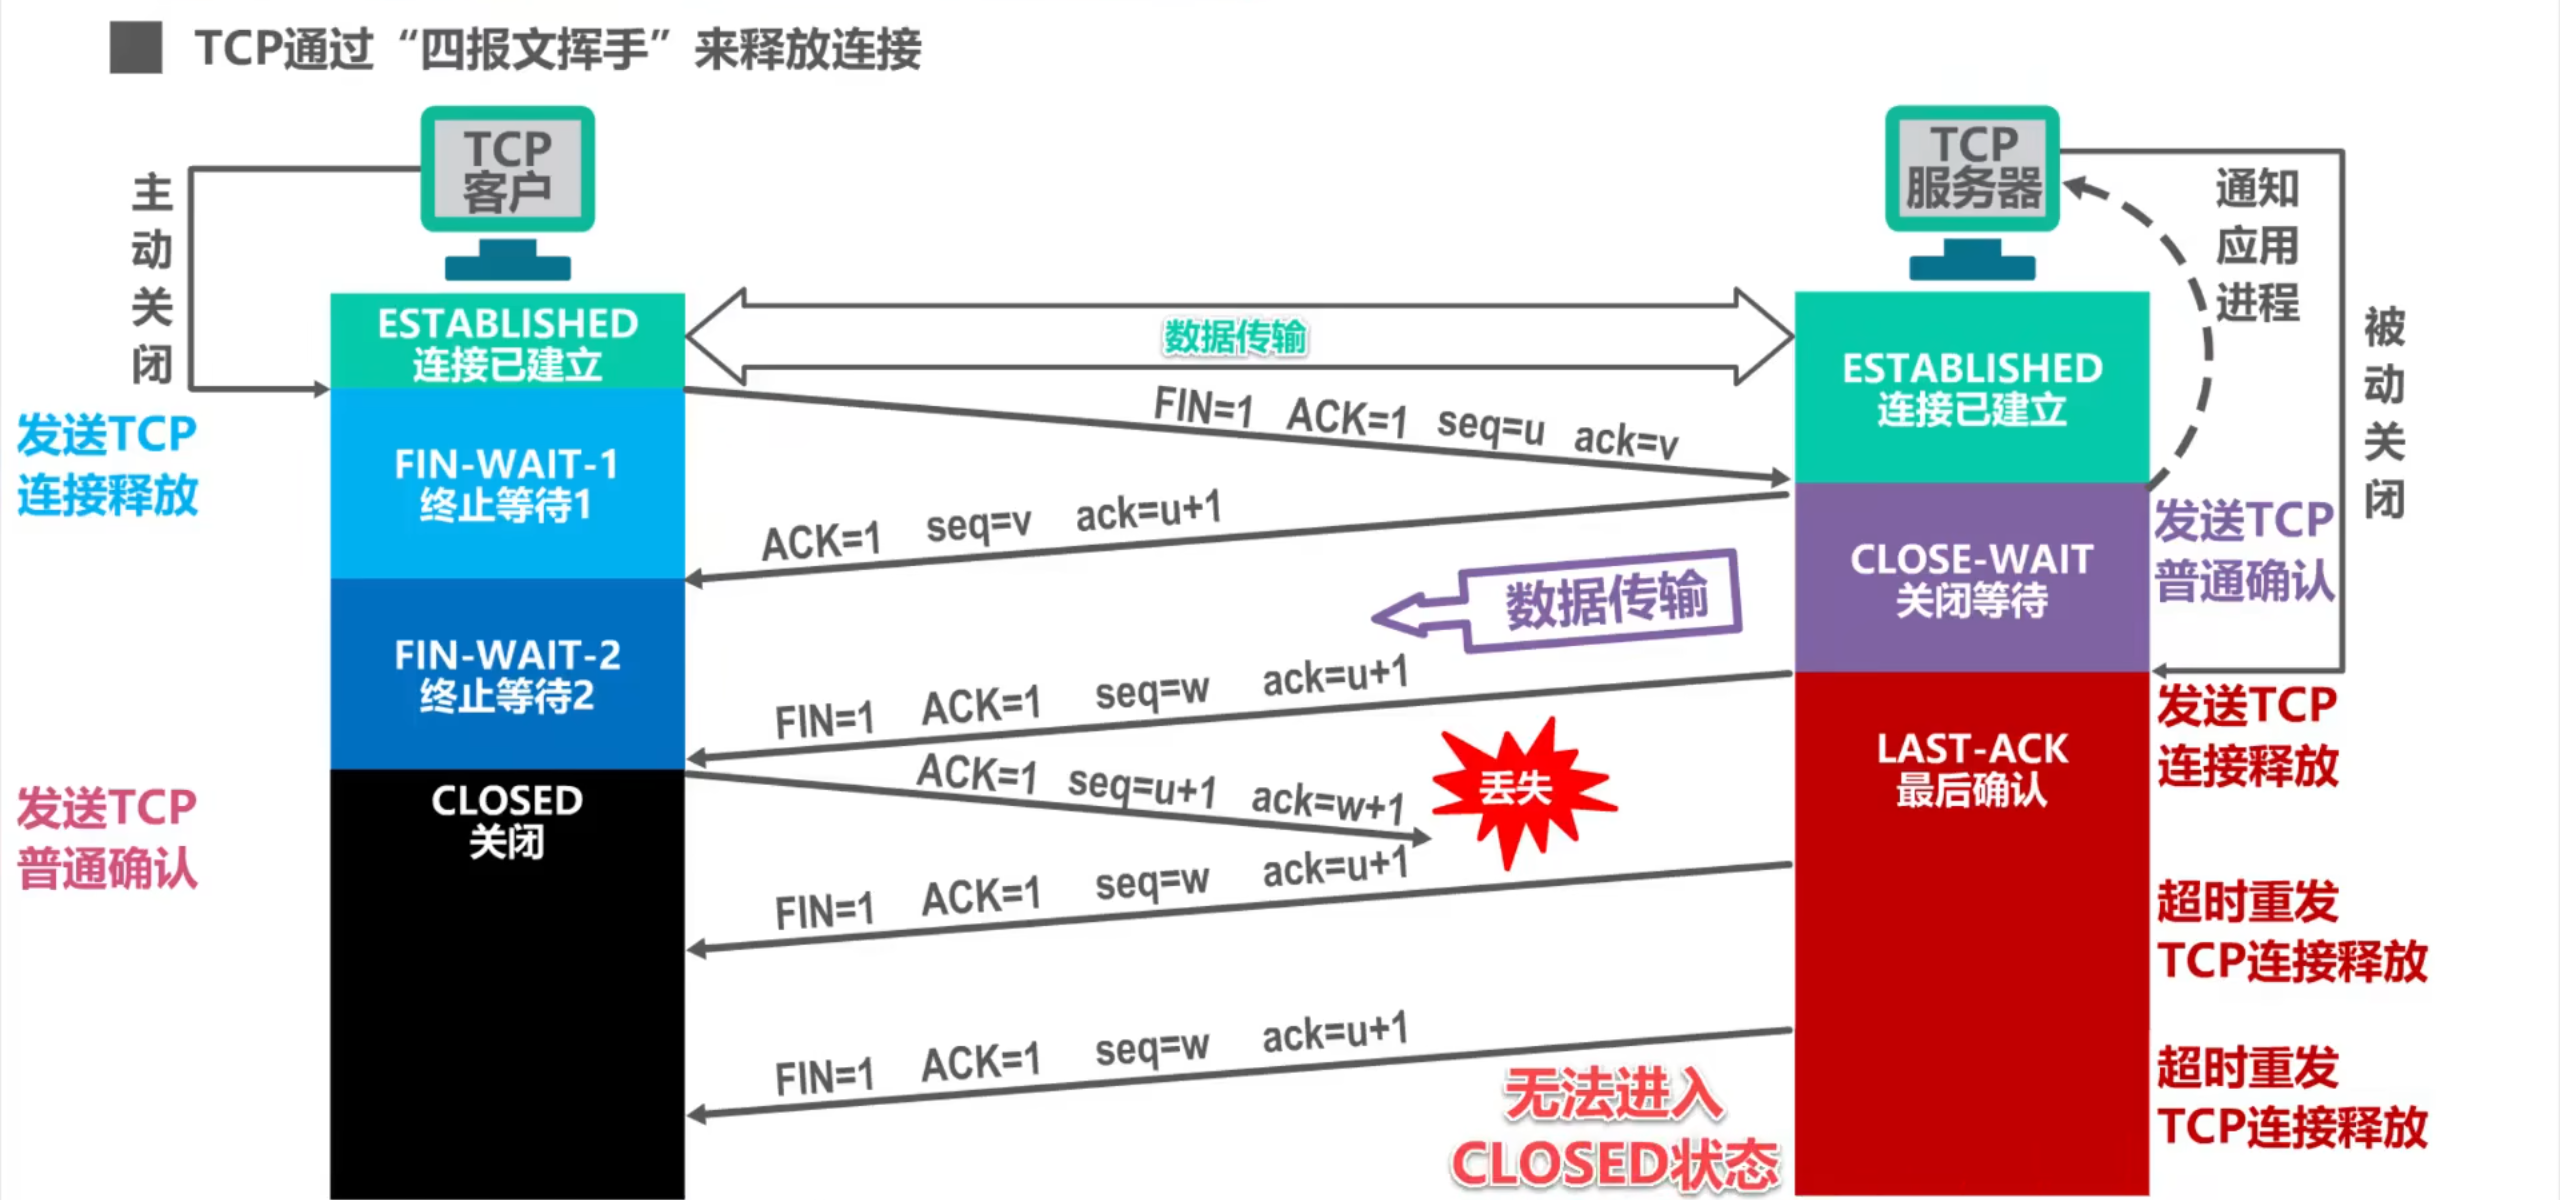 TCP通过“四报文挥手”来释放连接
TCP
客户
TCP
服务器
主
动
关
闭
通知
应用
进程
被
动
关
闭
ESTABLISHED
连接已建立
数据传输
ESTABLISHED
连接已建立
FIN=1 ACK=1 seq=u ack=v
发送TCP
连接释放
FIN-WAIT-1
终止等待1
ACK=1 seq=v ack=u+1
CLOSE-WAIT
关闭等待
发送TCP
普通确认
数据传输
FIN-WAIT-2
终止等待2
FIN=1 ACK=1 seq=w ack=u+1
发送TCP
连接释放
LAST-ACK
最后确认
发送TCP
普通确认
CLOSED
关闭
ACK=1 seq=u+1 ack=w+1
丢失
FIN=1 ACK=1 seq=w ack=u+1
超时重发
TCP连接释放
FIN=1 ACK=1 seq=w ack=u+1
无法进入
CLOSED状态
超时重发
TCP连接释放